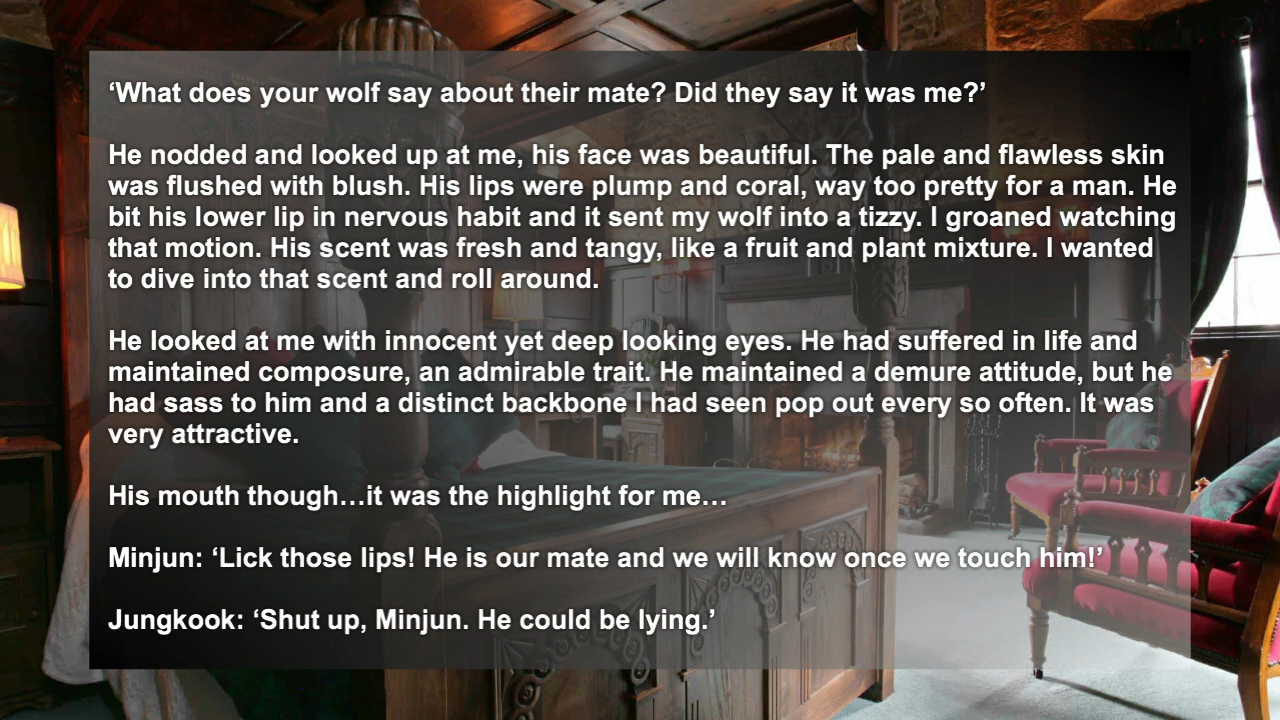 ‘What does your wolf say about their mate? Did they say it was me?’
He nodded and looked up at me, his face was beautiful. The pale and flawless skin
was flushed with blush. His lips were plump and coral, way too pretty for a man. He
bit his lower lip in nervous habit and it sent my wolf into a tizzy. I groaned watching
that motion. His scent was fresh and tangy, like a fruit and plant mixture. I wanted
to dive into that scent and roll around.
He looked at me with innocent yet deep looking eyes. He had suffered in life and
maintained composure, an admirable trait. He maintained a demure attitude, but he
had sass to him and a distinct backbone I had seen pop out every so often. It was
very attractive.
His mouth though…it was the highlight for me…
Minjun: ‘Lick those lips! He is our mate and we will know once we touch him!’
Jungkook: ‘Shut up, Minjun. He could be lying.’